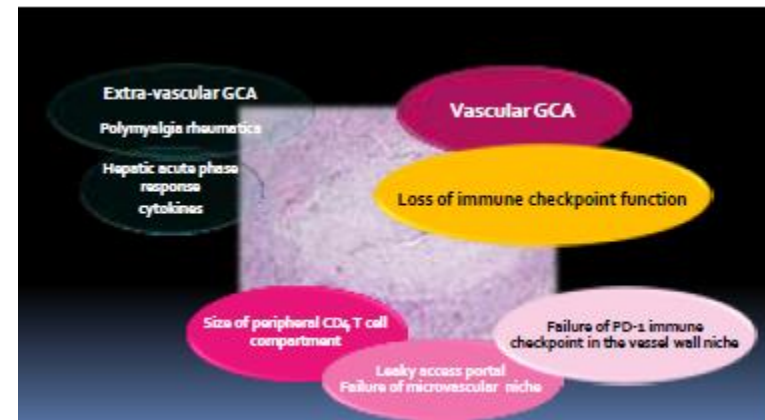 Extra-vascular GCA
Polymyalgia rheumatica
Hepatic acute phase
response
cytokines
Vascular GCA
Loss of immune checkpoint function
Size of peripheral CD4 T cell
compartment
Leaky access portal
Failure of microvascular niche
Failure of PD-1 immune
checkpoint in the vessel wall niche